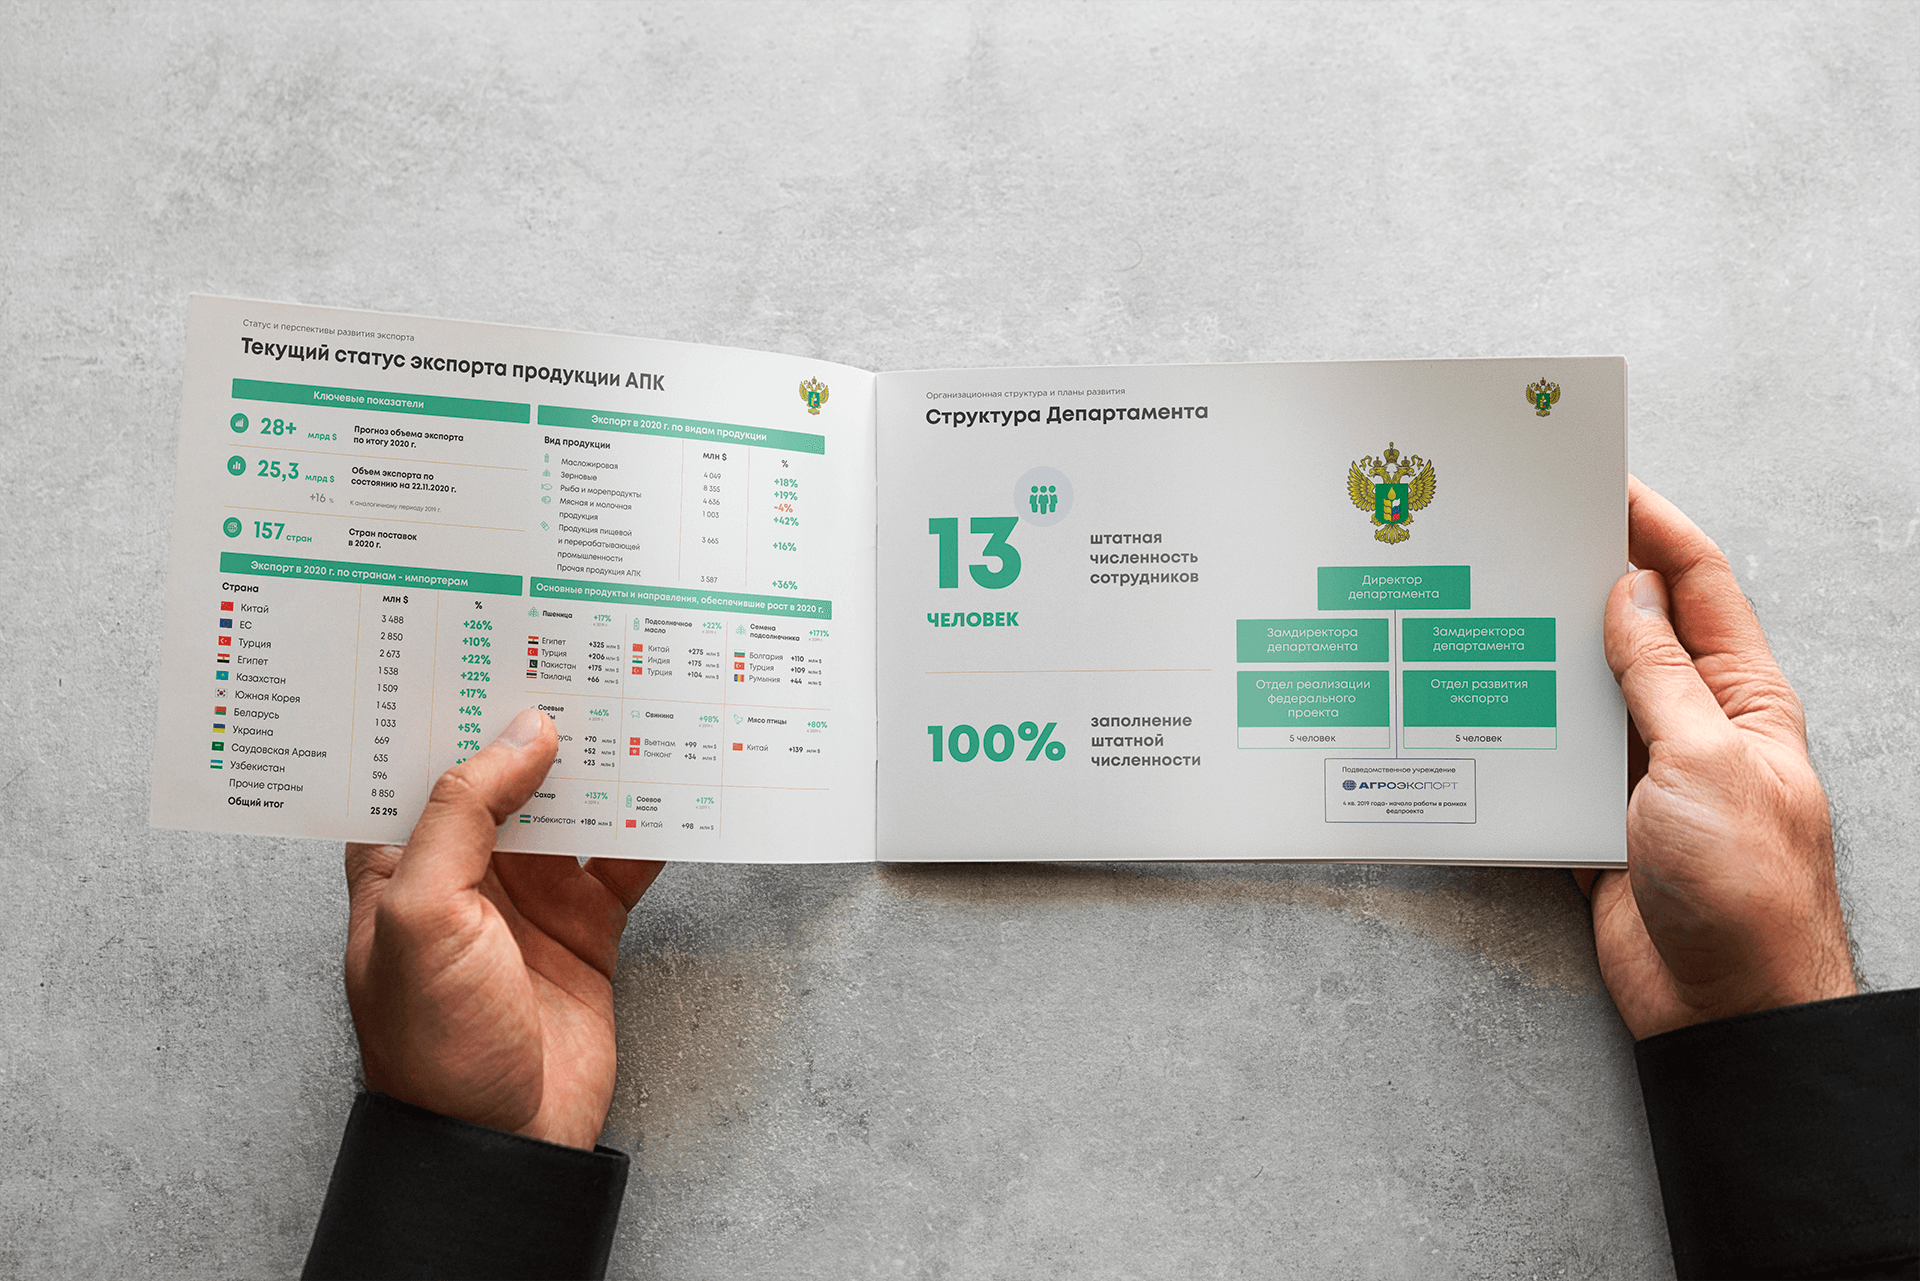 Статус и перспективы развития экспорта
Текущий статус экспорта продукции АПК
Ключевые показатели
28+ млрд $ Прогноз объема экспорта
по итогу 2020 г.
25,3 млрд $ Объем экспорта по
состоянию на 22.11.2020 г.
+16 % К аналогичному периоду 2019 г.
157 стран Стран поставок
в 2020 г.
Экспорт в 2020 г. по странам - импортерам
Страна млн $ %
Китай 3 488 +26%
ЕС 2 850 +10%
Турция 2 673 +22%
Египет 1 538 +22%
Казахстан 1 509 +17%
Южная Корея 1 453 +4%
Беларусь 1 033 +5%
Украина 669 +7%
Саудовская Аравия 635
Узбекистан 596
Прочие страны 8 850
Общий итог 25 295
Экспорт в 2020 г. по видам продукции
Вид продукции млн $ %
Масложировая 4 049 +18%
Зерновые 8 355 +19%
Рыба и морепродукты 4 636 -4%
Мясная и молочная 1 003 +42%
продукция
Продукция пищевой
и перерабатывающей 3 665 +16%
промышленности
Прочая продукция АПК 3 587 +36%
Основные продукты и направления, обеспечившие рост в 2020 г.
Пшеница +17%
к 2019 г.
Египет +325 млн $
Турция +206 млн $
Пакистан +175 млн $
Таиланд +66 млн $
Подсолнечное +22%
масло к 2019 г.
Китай +275 млн $
Индия +175 млн $
Турция +104 млн $
Семена +171%
подсолнечника к 2019 г.
Болгария +110 млн $
Турция +109 млн $
Румыния +44 млн $
Соевые +46%
к 2019 г.
+70 млн $
+52 млн $
+23 млн $
Свинина +98%
к 2019 г.
Вьетнам +99 млн $
Гонконг +34 млн $
Мясо птицы +80%
к 2019 г.
Китай +139 млн $
Сахар +137%
к 2019 г.
Узбекистан +180 млн $
Соевое +17%
масло к 2019 г.
Китай +98 млн $
Организационная структура и планы развития
Структура Департамента
13
ЧЕЛОВЕК
штатная
численность
сотрудников
100%
заполнение
штатной
численности
Директор
департамента
Замдиректора
департамента
Замдиректора
департамента
Отдел реализации
федерального
проекта
5 человек
Отдел развития
экспорта
5 человек
Подведомственное учреждение
АГРОЭКСПОРТ
4 кв. 2019 года- начало работы в рамках
федпроекта